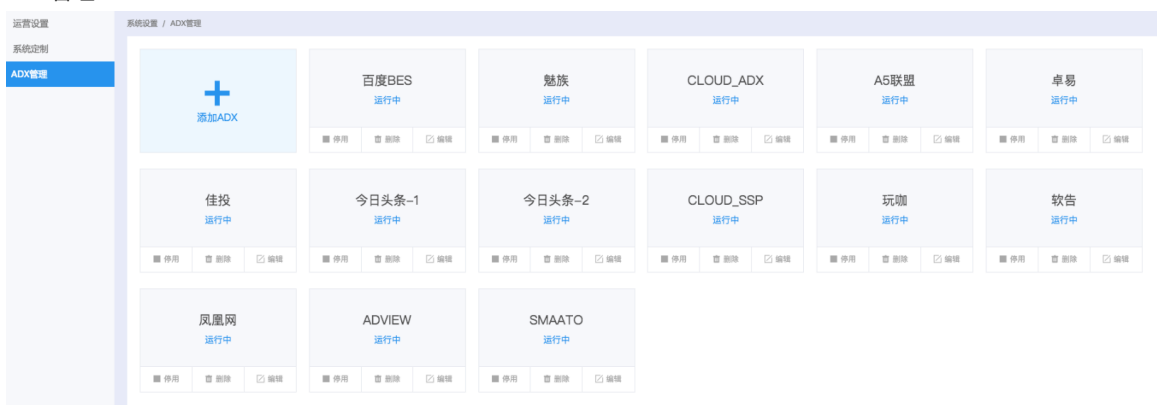 运营设置
系统定制
ADX管理
系统设置 / ADX管理
添加ADX
百度BES
运行中
停用 删除 编辑
魅族
运行中
停用 删除 编辑
CLOUD_ADX
运行中
停用 删除 编辑
A5联盟
运行中
停用 删除 编辑
卓易
运行中
停用 删除 编辑
佳投
运行中
停用 删除 编辑
今日头条-1
运行中
停用 删除 编辑
今日头条-2
运行中
停用 删除 编辑
CLOUD_SSP
运行中
停用 删除 编辑
玩咖
运行中
停用 删除 编辑
软告
运行中
停用 删除 编辑
凤凰网
运行中
停用 删除 编辑
ADVIEW
运行中
停用 删除 编辑
SMAATO
运行中
停用 删除 编辑